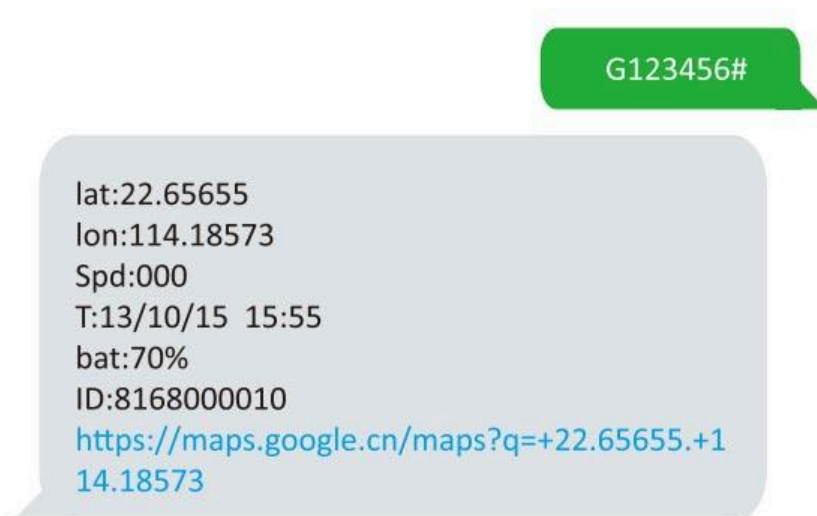 G123456#
lat:22.65655
lon:114.18573
Spd:000
T:13/10/15  15:55
bat:70%
ID:8168000010
https://maps.google.cn/maps?q=+22.65655.+1
14.18573